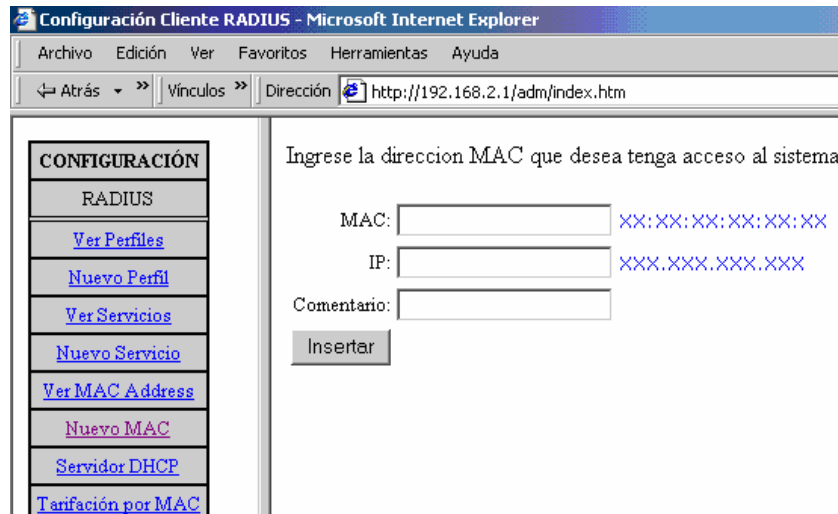 Configuración Cliente RADIUS - Microsoft Internet Explorer
Archivo Edición Ver Favoritos Herramientas Ayuda
Atrás » Vínculos » Dirección http://192.168.2.1/adm/index.htm
CONFIGURACIÓN
RADIUS
Ver Perfiles
Nuevo Perfil
Ver Servicios
Nuevo Servicio
Ver MAC Address
Nuevo MAC
Servidor DHCP
Tarifación por MAC
Ingrese la direccion MAC que desea tenga acceso al sistema
MAC: XX:XX:XX:XX:XX:XX
IP: XXX.XXX.XXX.XXX
Comentario:
Insertar